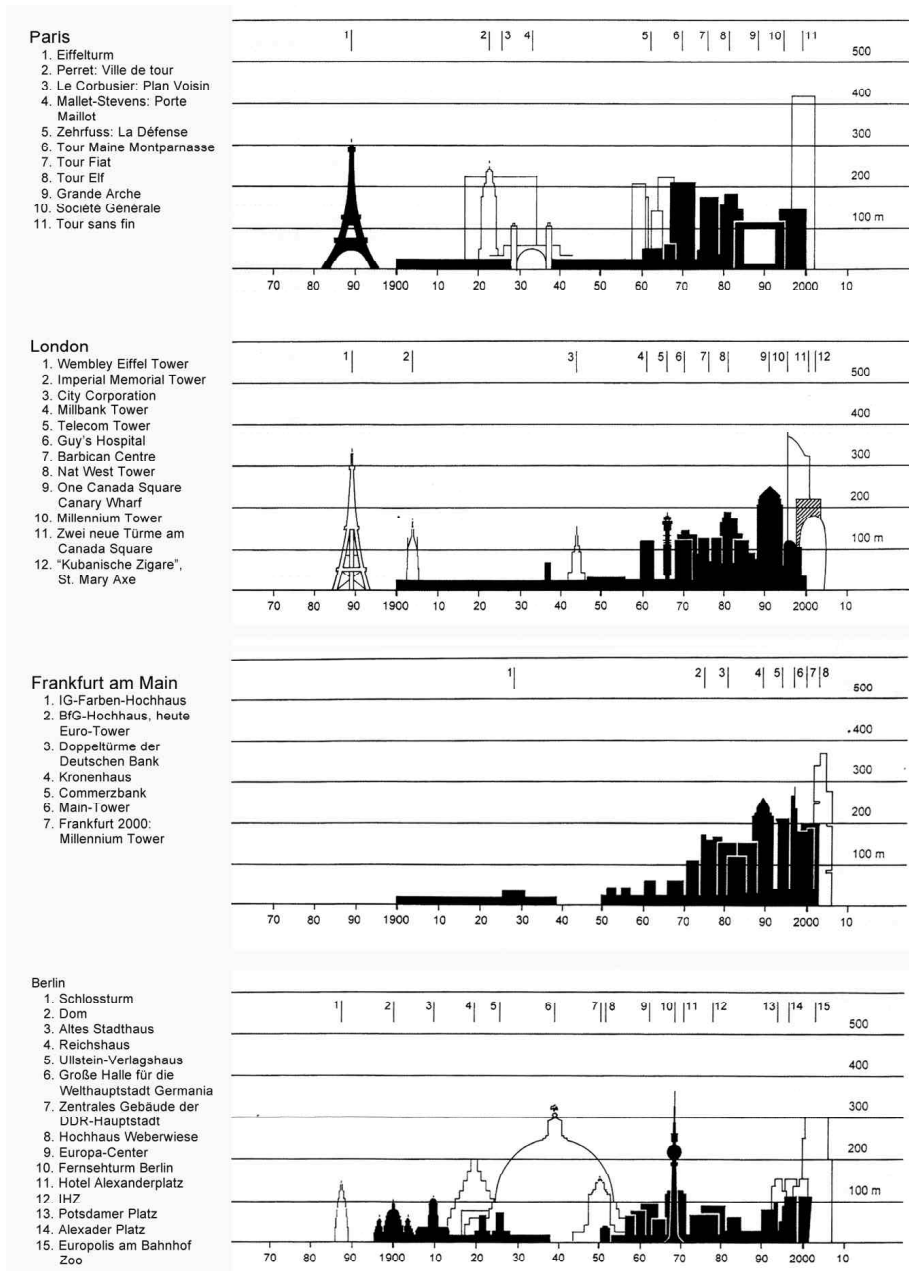 Paris
1. Eiffelturm
2. Perret: Ville de tour
3. Le Corbusier: Plan Voisin
4. Mallet-Stevens: Porte
Maillot
5. Zehrfuss: La Défense
6. Tour Maine Montparnasse
7. Tour Fiat
8. Tour Elf
9. Grande Arche
10. Société Générale
11. Tour sans fin
1 2 3 4 5 6 7 8 9 10 11
500
400
300
200
100 m
70 80 90 1900 10 20 30 40 50 60 70 80 90 2000 10
London
1. Wembley Eiffel Tower
2. Imperial Memorial Tower
3. City Corporation
4. Millbank Tower
5. Telecom Tower
6. Guy's Hospital
7. Barbican Centre
8. Nat West Tower
9. One Canada Square
Canary Wharf
10. Millennium Tower
11. Zwei neue Türme am
Canada Square
12. "Kubanische Zigare",
St. Mary Axe
1 2 3 4 5 6 7 8 9 10 11 12
500
400
300
200
100 m
70 80 90 1900 10 20 30 40 50 60 70 80 90 2000 10
Frankfurt am Main
1. IG-Farben-Hochhaus
2. BfG-Hochhaus, heute
Euro-Tower
3. Doppeltürme der
Deutschen Bank
4. Kronenhaus
5. Commerzbank
6. Main-Tower
7. Frankfurt 2000:
Millennium Tower
1 2 3 4 5 6 7 8
500
400
300
200
100 m
70 80 90 1900 10 20 30 40 50 60 70 80 90 2000 10
Berlin
1. Schlossturm
2. Dom
3. Altes Stadthaus
4. Reichshaus
5. Ullstein-Verlagshaus
6. Große Halle für die
Welthauptstadt Germania
7. Zentrales Gebäude der
DDR-Hauptstadt
8. Hochhaus Weberwiese
9. Europa-Center
10. Fernsehturm Berlin
11. Hotel Alexanderplatz
12. IHZ
13. Potsdamer Platz
14. Alexader Platz
15. Europolis am Bahnhof
Zoo
1 2 3 4 5 6 7 8 9 10 11 12 13 14 15
500
400
300
200
100 m
70 80 90 1900 10 20 30 40 50 60 70 80 90 2000 10